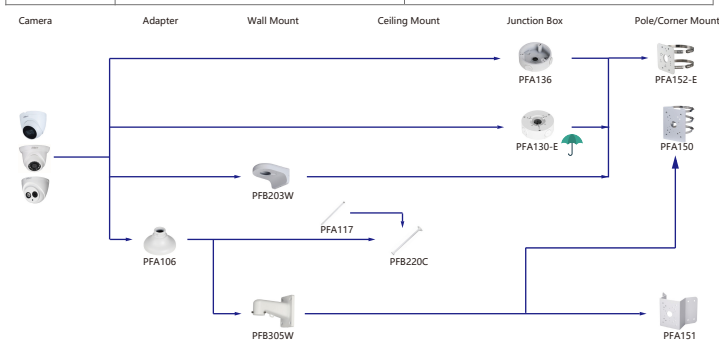 Camera Adapter Wall Mount Ceiling Mount Junction Box Pole/Corner Mount
PFA136
PFA152-E
PFA130-E
PFA150
PFB203W
PFA117
PFA106
PFB220C
PFB305W
PFA151